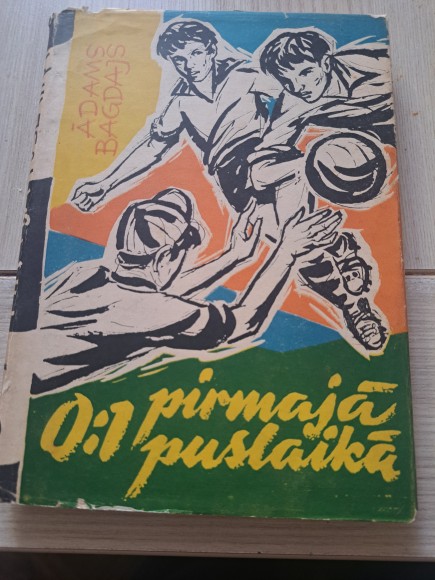 ĀDAMS
BAGDAJS
0:1 pirmajā
puslaikā